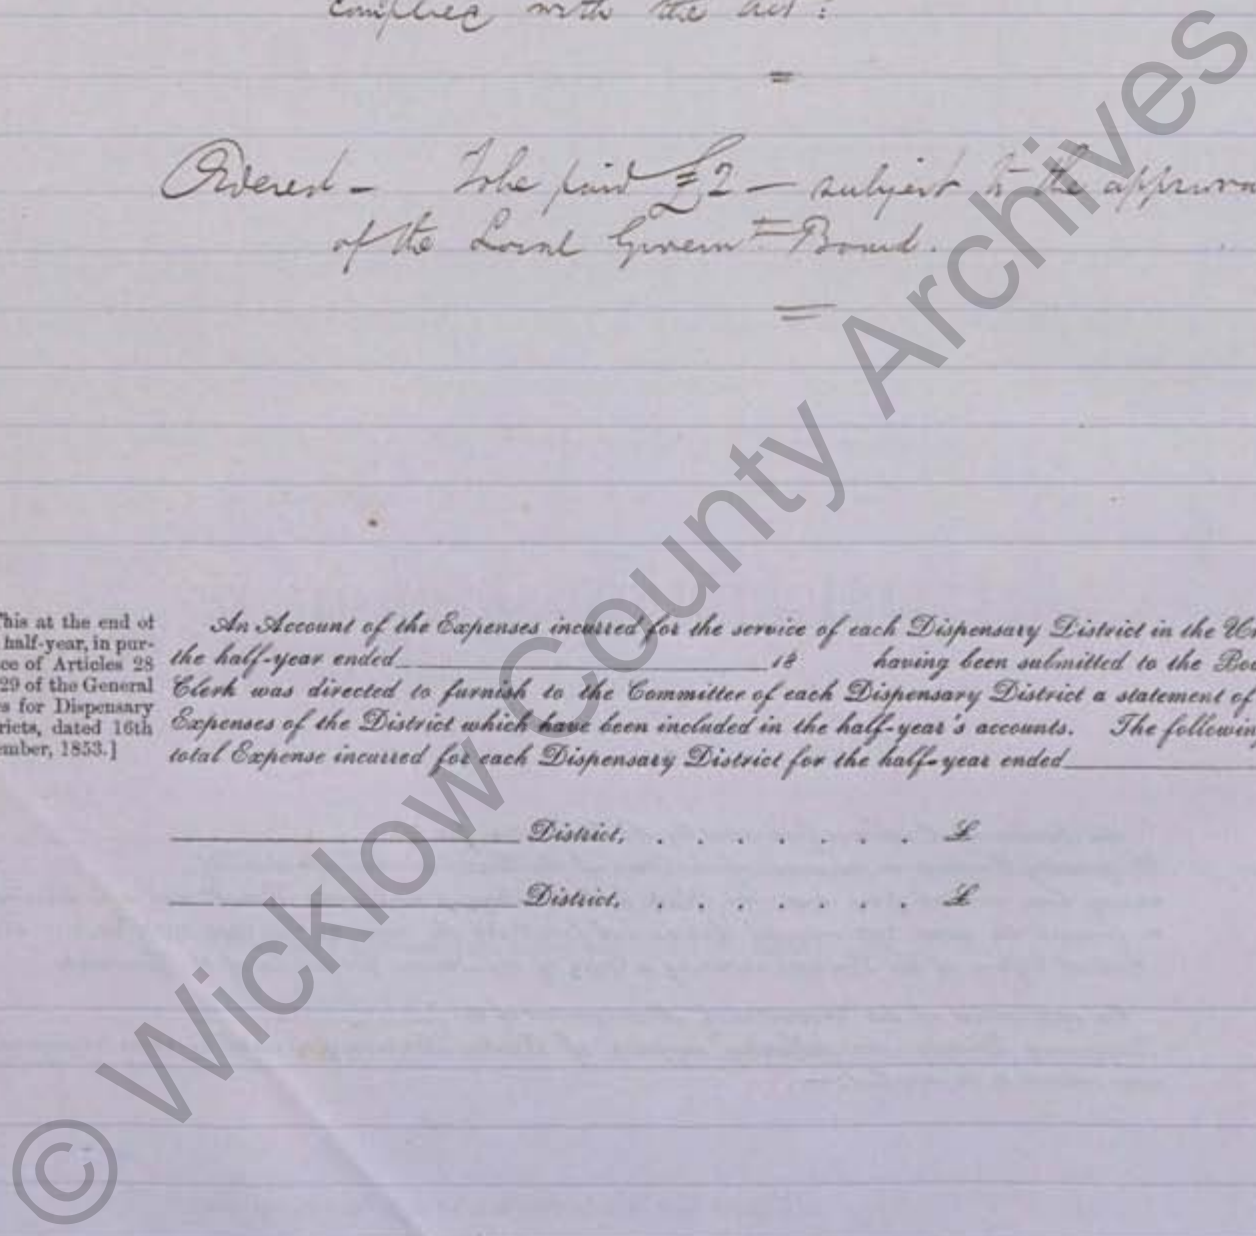 complied with the act:
Ordered - To be paid £2 - subject to the approva
of the Local Governt Board.
his at the end of
half-year, in pur-
ce of Articles 28
29 of the General
s for Dispensary
ricts, dated 16th
ember, 1853.]
An Account of the Expenses incurred for the service of each Dispensary District in the U
the half-year ended 18 having been submitted to the Boa
Clerk was directed to furnish to the Committee of each Dispensary District a statement of
Expenses of the District which have been included in the half-year's accounts. The following
total Expense incurred for each Dispensary District for the half-year ended
District, . . . . . . . £
District, . . . . . . . £
© Wicklow County Archives